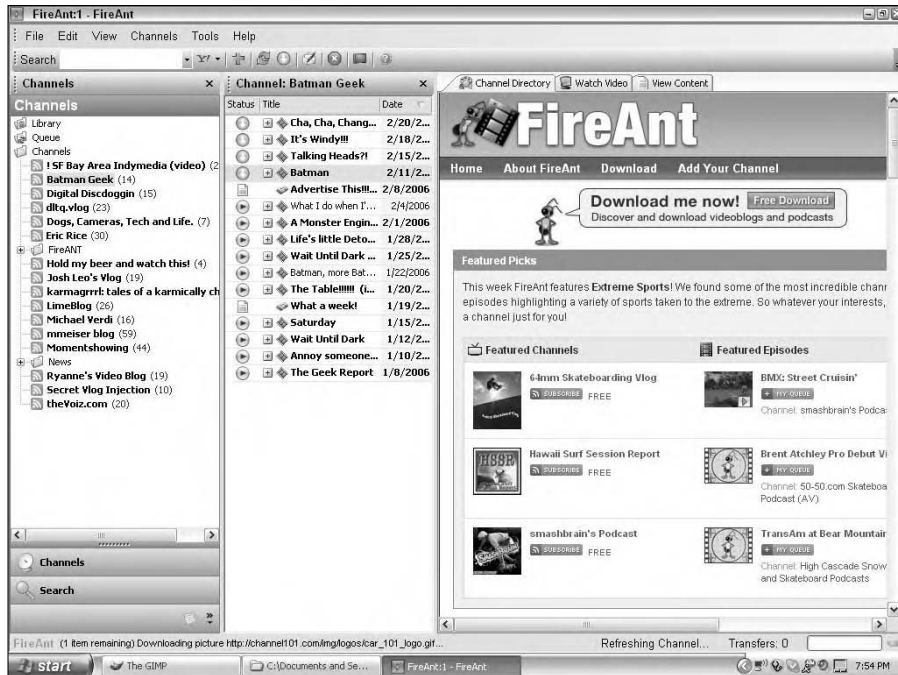 FireAnt:1 - FireAnt
File Edit View Channels Tools Help
Search
Channels
Channels
Library
Queue
Channels
! SF Bay Area Indymedia (video) (2
Batman Geek (14)
Digital Discdoggin (15)
dltq.vlog (23)
Dogs, Cameras, Tech and Life. (7)
Eric Rice (30)
FireANT
Hold my beer and watch this! (4)
Josh Leo's Vlog (19)
karmagrrl: tales of a karmically ch
LimeBlog (26)
Michael Verdi (16)
mmeiser blog (59)
Momentshowing (44)
News
Ryanne's Video Blog (19)
Secret Vlog Injection (10)
theVoiz.com (20)
Channels
Search
Channel: Batman Geek
Status Title Date
Cha, Cha, Chang... 2/20/2...
It's Windy!!! 2/18/2...
Talking Heads?! 2/15/2...
Batman 2/11/2...
Advertise This!!!... 2/8/2006
What I do when I'... 2/4/2006
A Monster Engin... 2/1/2006
Life's little Deto... 1/28/2...
Wait Until Dark ... 1/25/2...
Batman, more Bat... 1/22/2006
The Table!!!!!! (i... 1/20/2...
What a week! 1/19/2...
Saturday 1/15/2...
Wait Until Dark 1/12/2...
Annoy someone... 1/10/2...
The Geek Report 1/8/2006
Channel Directory Watch Video View Content
FireAnt
Home About FireAnt Download Add Your Channel
Download me now! Free Download
Discover and download videoblogs and podcasts
Featured Picks
This week FireAnt features Extreme Sports! We found some of the most incredible chan
episodes highlighting a variety of sports taken to the extreme. So whatever your interests,
a channel just for you!
Featured Channels
64mm Skateboarding Vlog
SUBSCRIBE FREE
Hawaii Surf Session Report
HSSR
SUBSCRIBE FREE
smashbrain's Podcast
SUBSCRIBE FREE
Featured Episodes
BMX: Street Cruisin'
+ MY QUEUE
Channel: smashbrain's Podca
Brent Atchley Pro Debut Vi
+ MY QUEUE
Channel: 50-50.com Skateboa
Podcast (AV)
TransAm at Bear Mountain
+ MY QUEUE
Channel: High Cascade Snow
and Skateboard Podcasts
FireAnt (1 item remaining) Downloading picture http://channel101.com/img/logos/car_101_logo.gif... Refreshing Channel... Transfers: 0
start The GIMP C:\Documents and Se... FireAnt:1 - FireAnt 7:54 PM